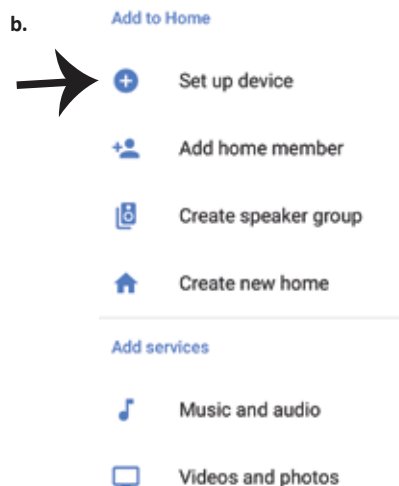 b.
Add to Home
Set up device
Add home member
Create speaker group
Create new home
Add services
Music and audio
Videos and photos